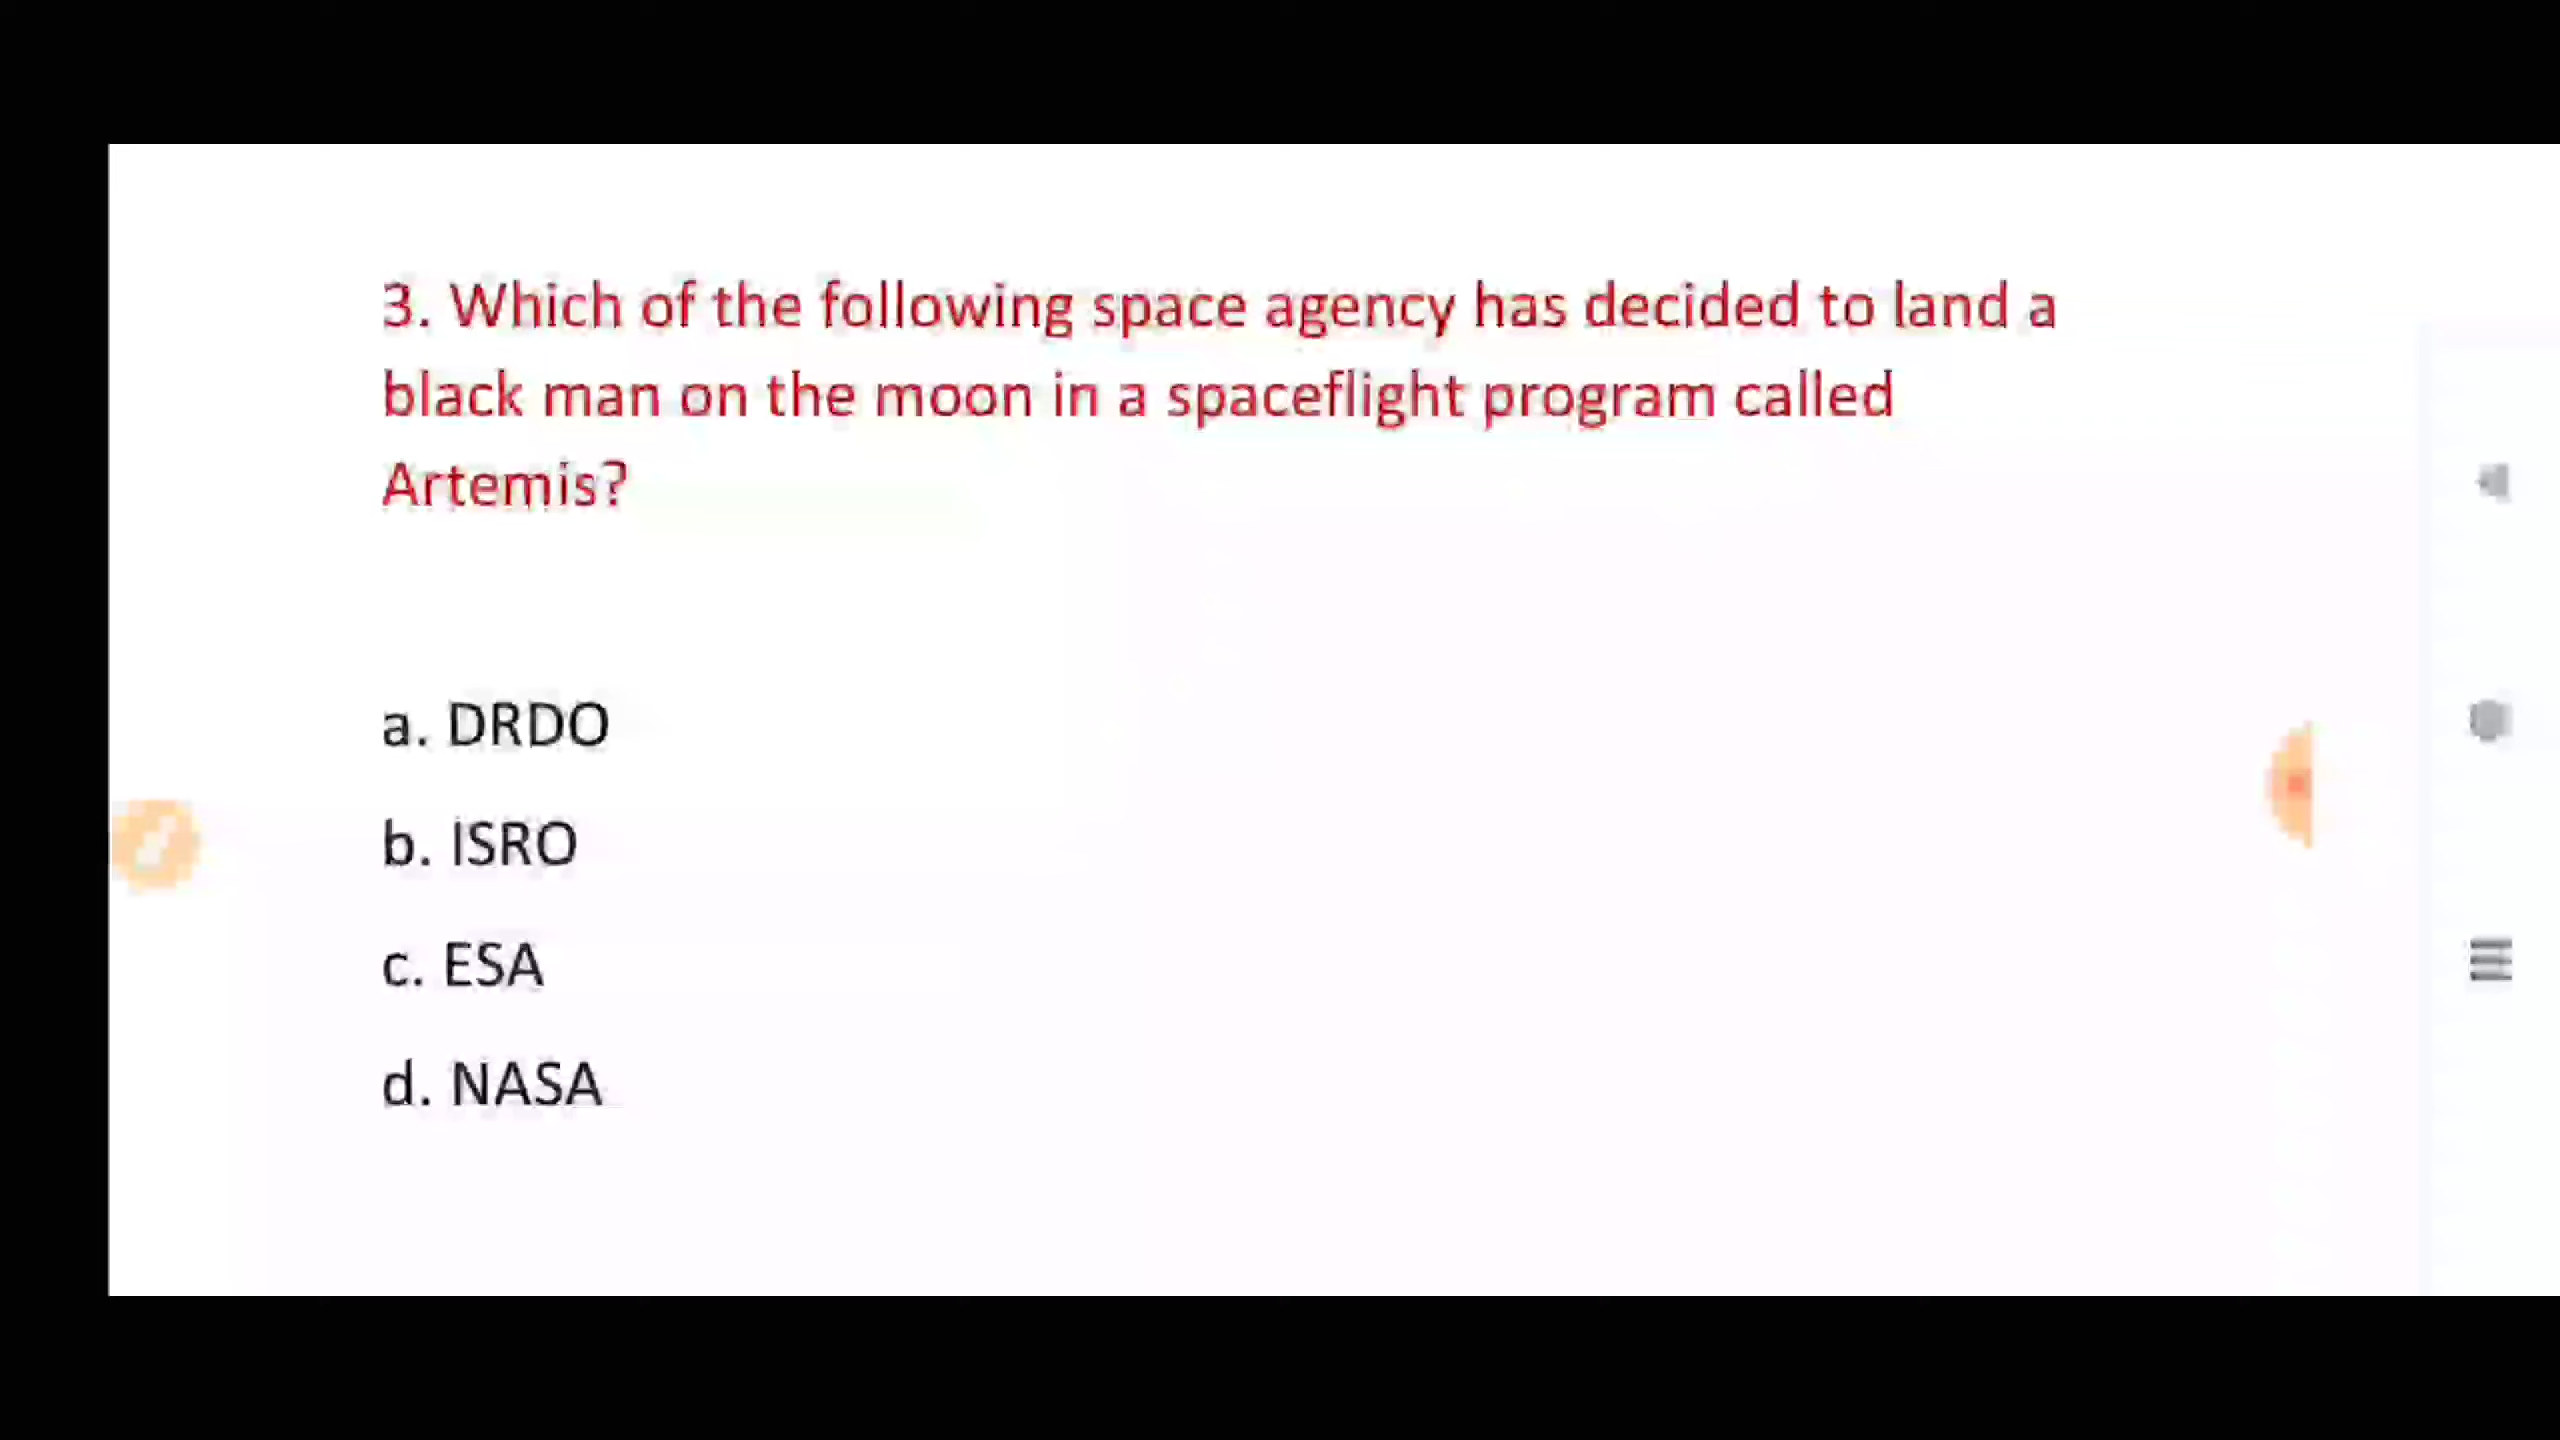 3. Which of the following space agency has decided to land a
black man on the moon in a spaceflight program called
Artemis?
a. DRDO
b. ISRO
c. ESA
d. NASA